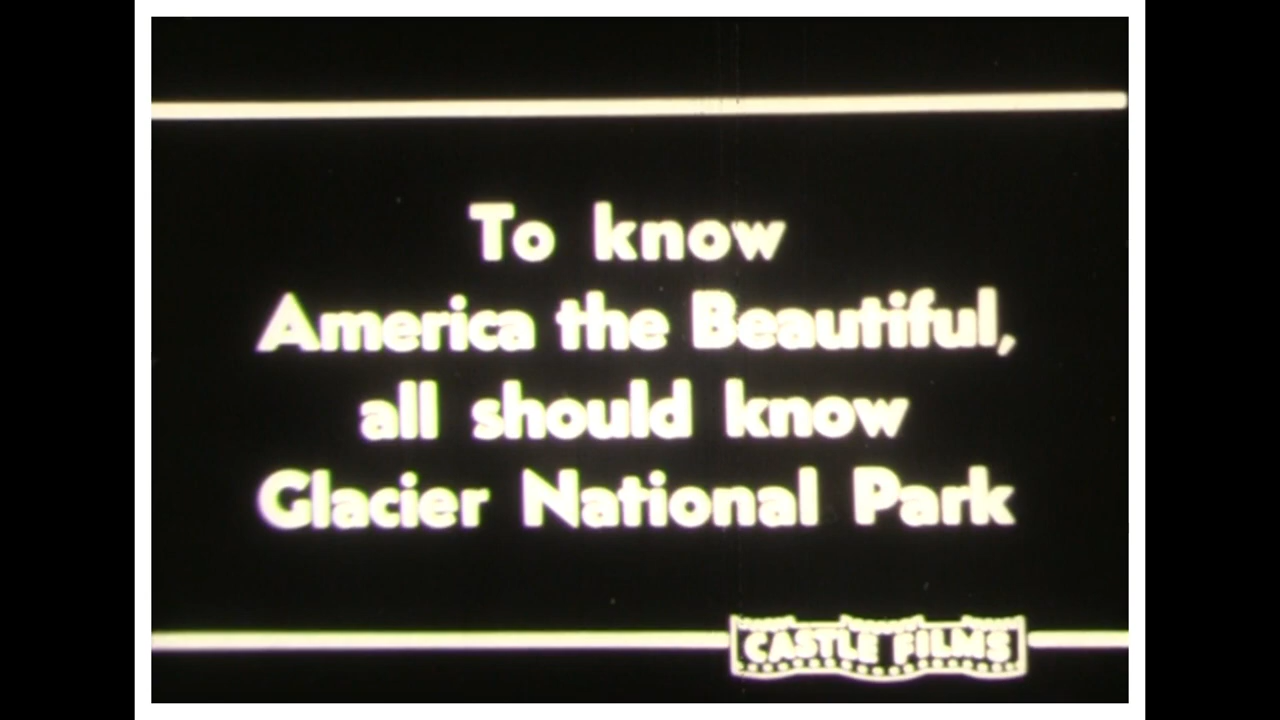 To know
America the Beautiful,
all should know
Glacier National Park
CASTLE FILMS